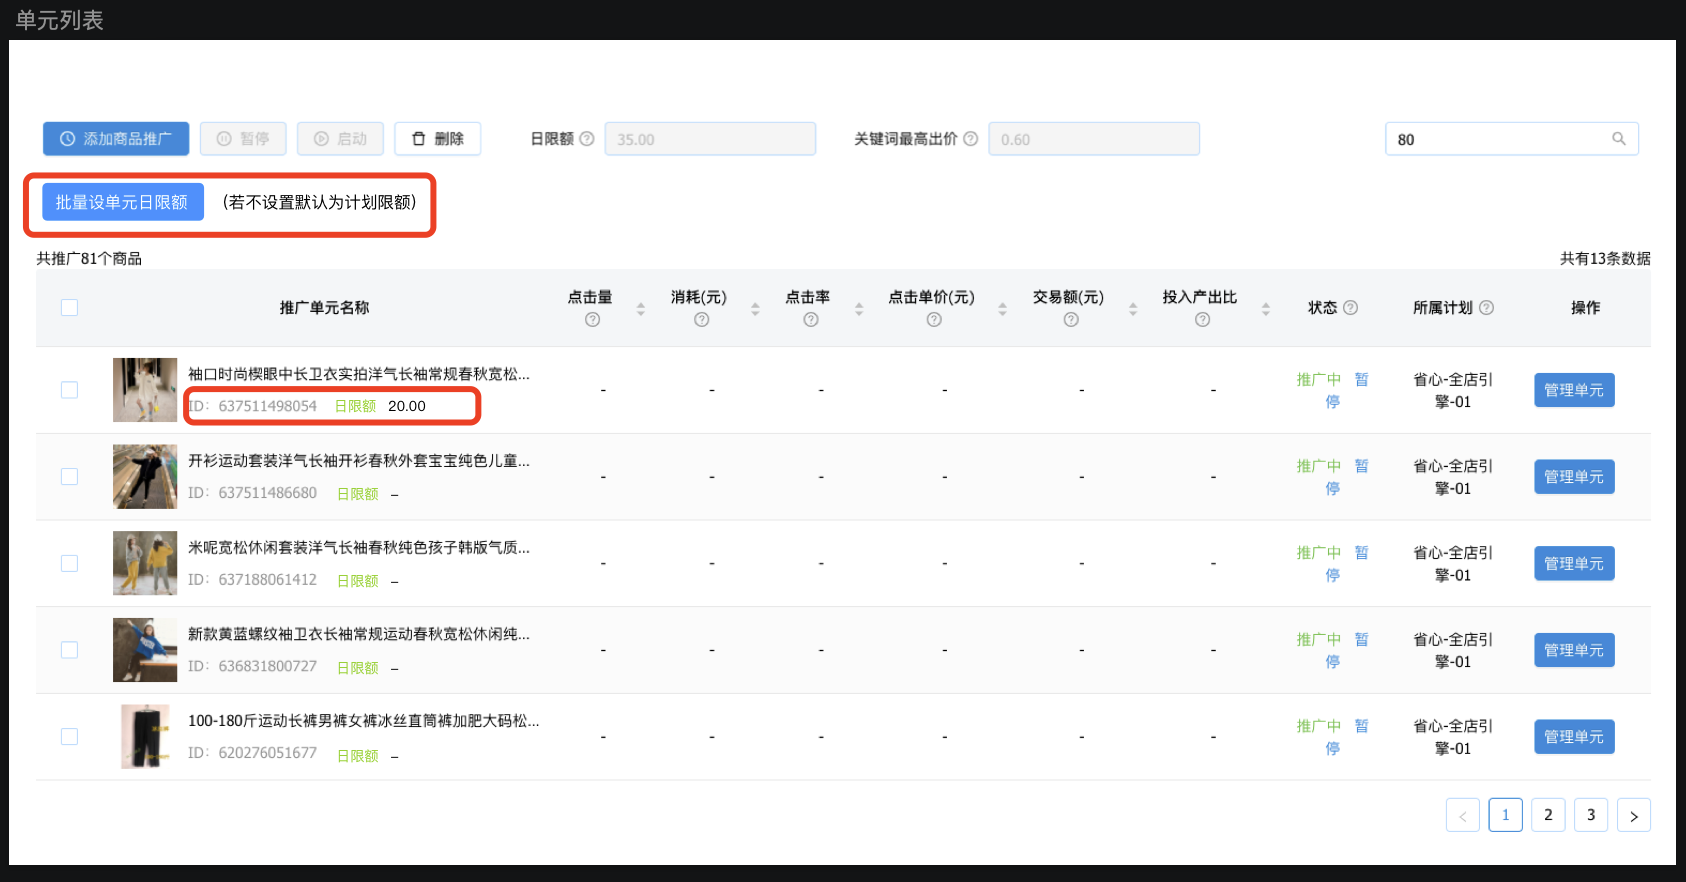 单元列表
添加商品推广 暂停 启动 删除 日限额 35.00 关键词最高出价 0.60 80
批量设单元日限额 (若不设置默认为计划限额)
共推广81个商品 共有13条数据
推广单元名称 点击量 消耗(元) 点击率 点击单价(元) 交易额(元) 投入产出比 状态 所属计划 操作
袖口时尚楔眼中长卫衣实拍洋气长袖常规春秋宽松...
ID: 637511498054 日限额 20.00
- - - - - -
推广中 暂停
省心-全店引擎-01
管理单元
开衫运动套装洋气长袖开衫春秋外套宝宝纯色儿童...
ID: 637511486680 日限额 –
- - - - - -
推广中 暂停
省心-全店引擎-01
管理单元
米呢宽松休闲套装洋气长袖春秋纯色孩子韩版气质...
ID: 637188061412 日限额 –
- - - - - -
推广中 暂停
省心-全店引擎-01
管理单元
新款黄蓝螺纹袖卫衣长袖常规运动春秋宽松休闲纯...
ID: 636831800727 日限额 –
- - - - - -
推广中 暂停
省心-全店引擎-01
管理单元
100-180斤运动长裤男裤女裤冰丝直筒裤加肥大码松...
ID: 620276051677 日限额 –
- - - - - -
推广中 暂停
省心-全店引擎-01
管理单元
< 1 2 3 >